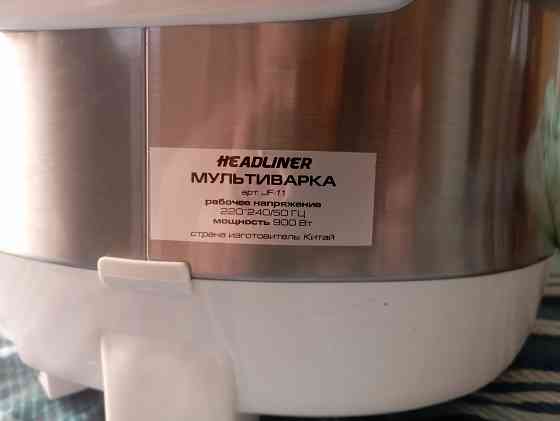 HEADLINER
МУЛЬТИВАРКА
арт. JF-11
рабочее напряжение
220~240/50 ГЦ
мощность 900 Вт
страна изготовитель: Китай